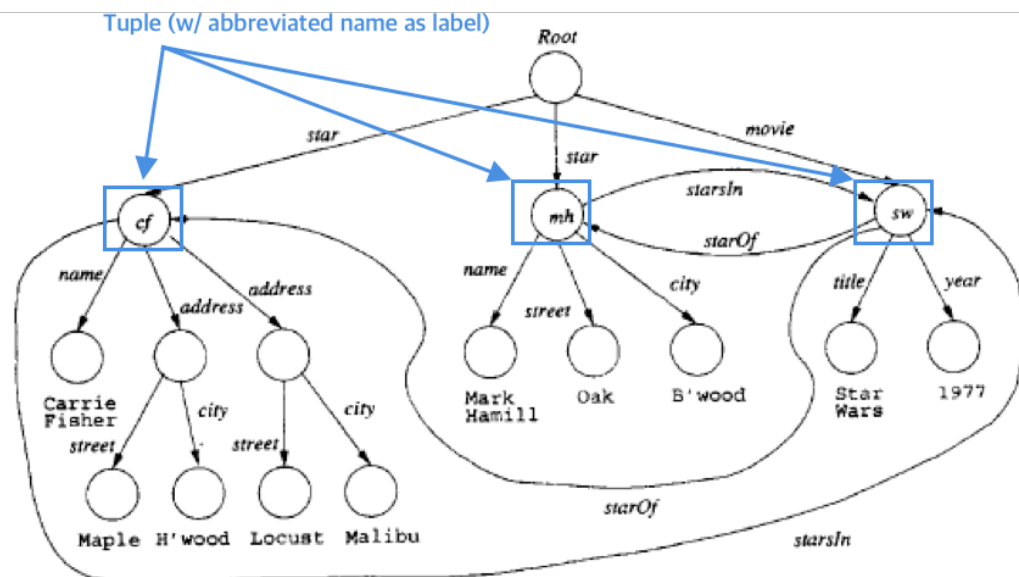 Tuple (w/ abbreviated name as label)
Root
star
star
movie
starsIn
cf
mh
sw
starOf
name
address
address
name
street
city
title
year
Carrie
Fisher
street
city
street
city
Mark
Hamill
Oak
B'wood
Star
Wars
1977
Maple
H'wood
Locust
Malibu
starOf
starsIn